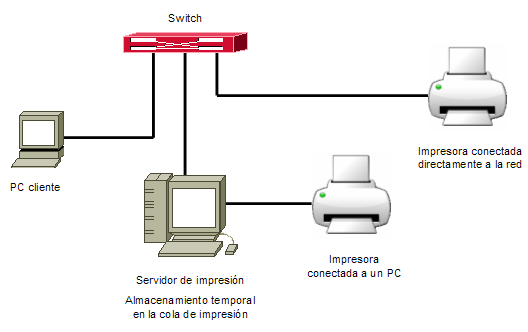 Switch
Impresora conectada
directamente a la red
PC cliente
Impresora
conectada a un PC
Servidor de impresión
Almacenamiento temporal
en la cola de impresión